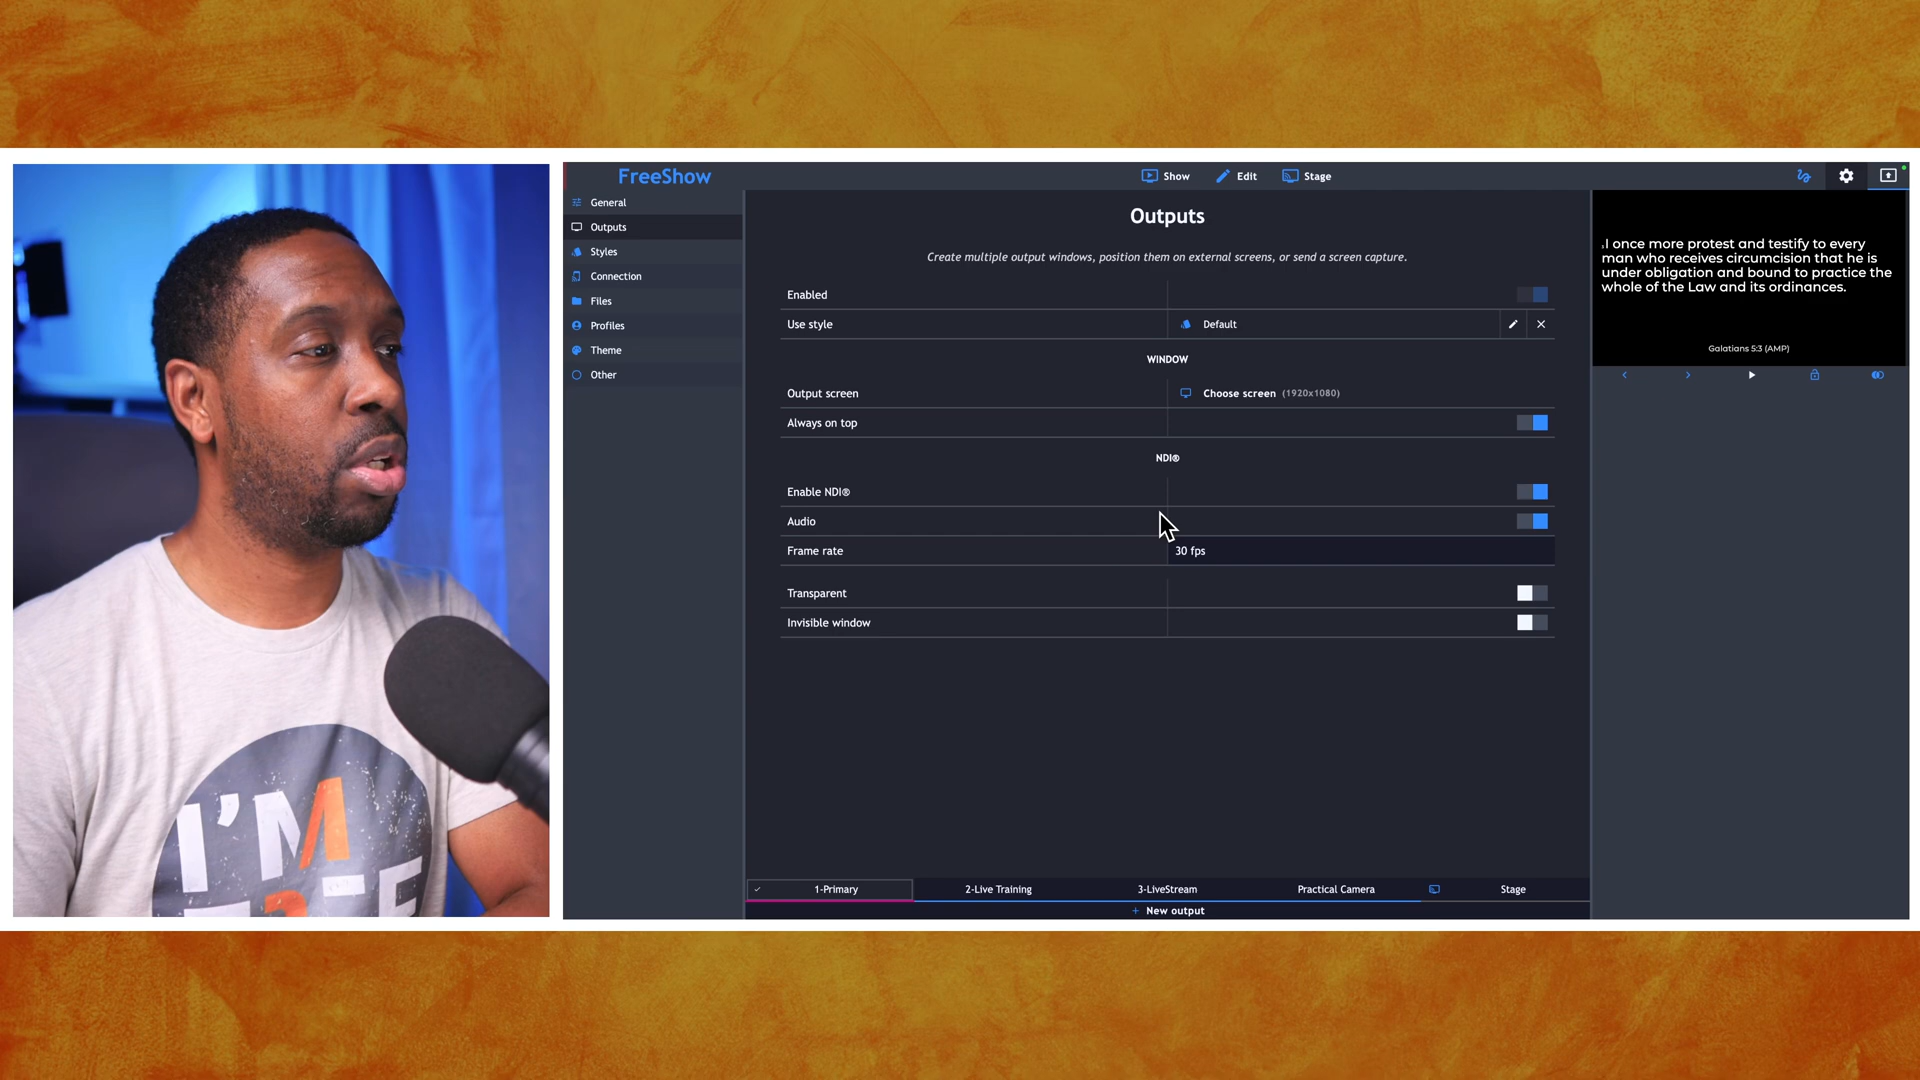 FreeShow
Show
Edit
Stage
General
Outputs
Styles
Connection
Files
Profiles
Theme
Other
Outputs
Create multiple output windows, position them on external screens, or send a screen capture.
Enabled
Use style
Default
WINDOW
Output screen
Choose screen (1920x1080)
Always on top
NDI®
Enable NDI®
Audio
Frame rate
30 fps
Transparent
Invisible window
1-Primary
2-Live Training
3-LiveStream
Practical Camera
Stage
+ New output
I once more protest and testify to every
man who receives circumcision that he is
under obligation and bound to practice the
whole of the Law and its ordinances.
Galatians 5:3 (AMP)
I'M